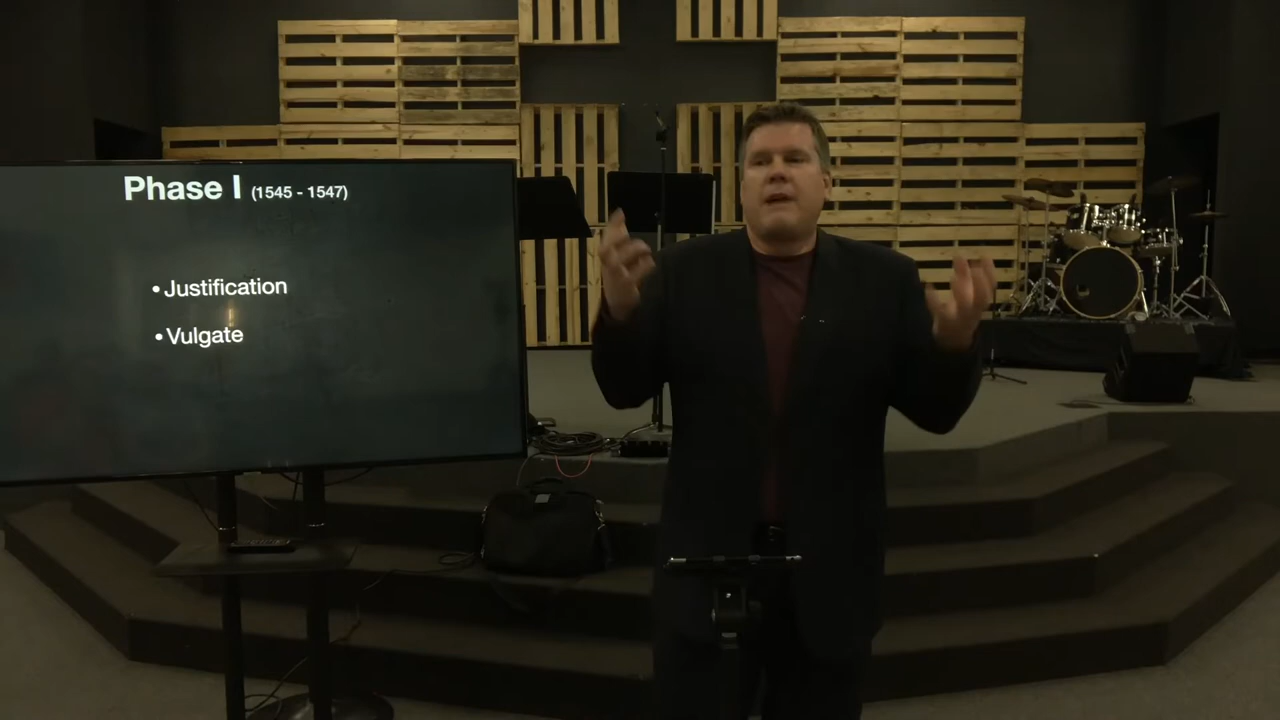 Phase I (1545 - 1547)
• Justification
• Vulgate